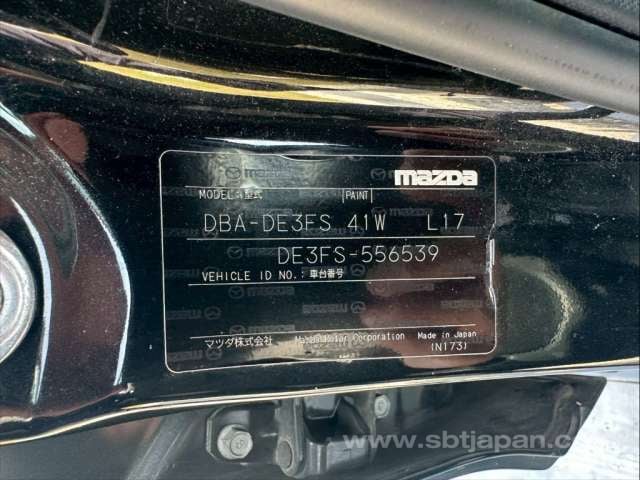 mazda
MODEL 型式 PAINT
DBA-DE3FS 41W L17
DE3FS-556539
VEHICLE ID NO.: 車台番号
マツダ株式会社 Mazda Motor Corporation Made in Japan
(N173)
www.sbtjapan.c